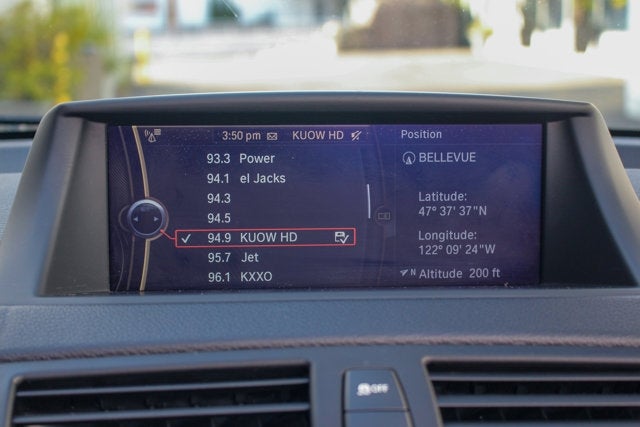 3:50 pm KUOW HD
93.3 Power
94.1 el Jacks
94.3
94.5
94.9 KUOW HD
95.7 Jet
96.1 KXXO
Position
BELLEVUE
Latitude:
47° 37' 37"N
Longitude:
122° 09' 24"W
N Altitude 200 ft
OFF